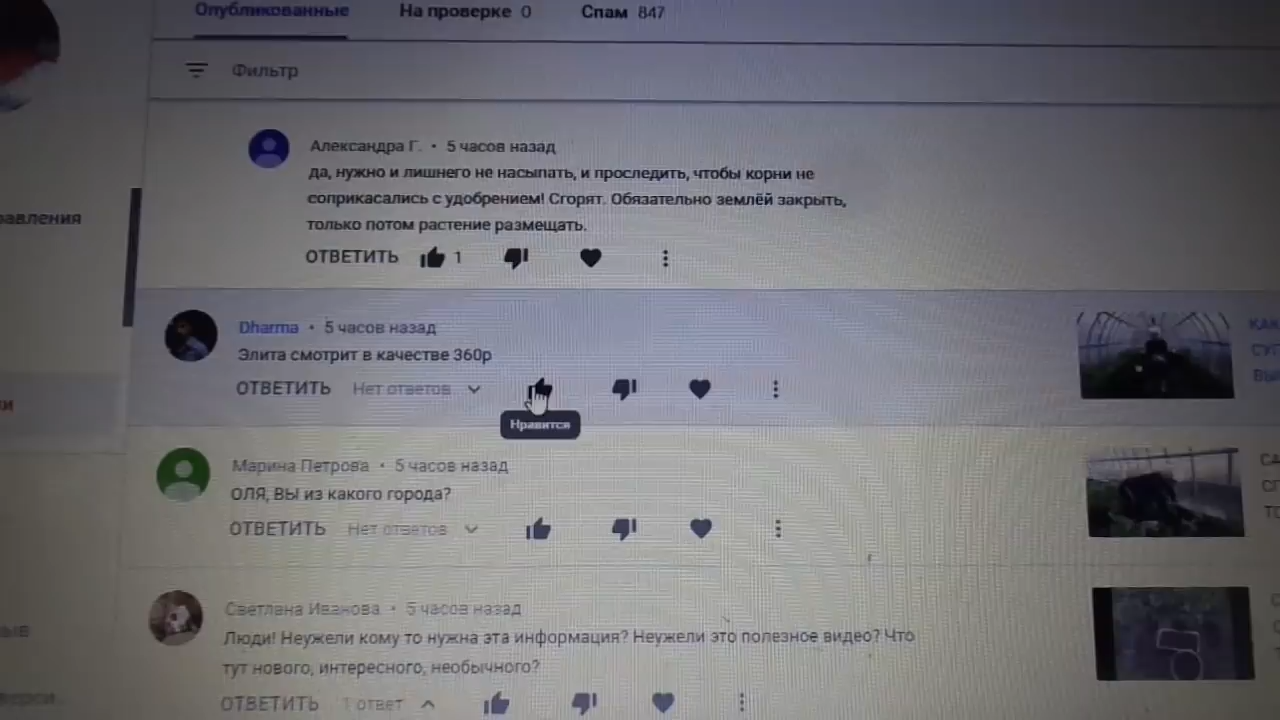 Опубликованные На проверке 0 Спам 847
Фильтр
Александра Г. • 5 часов назад
да, нужно и лишнего не насыпать, и проследить, чтобы корни не
соприкасались с удобрением! Сгорят. Обязательно землёй закрыть,
только потом растение размещать.
ОТВЕТИТЬ 1
Dharma • 5 часов назад
Элита смотрит в качестве 360p
ОТВЕТИТЬ Нет ответов
Нравится
Марина Петрова • 5 часов назад
ОЛЯ, ВЫ из какого города?
ОТВЕТИТЬ Нет ответов
Светлана Иванова • 5 часов назад
Люди! Неужели кому то нужна эта информация? Неужели это полезное видео? Что
тут нового, интересного, необычного?
ОТВЕТИТЬ 1 ответ